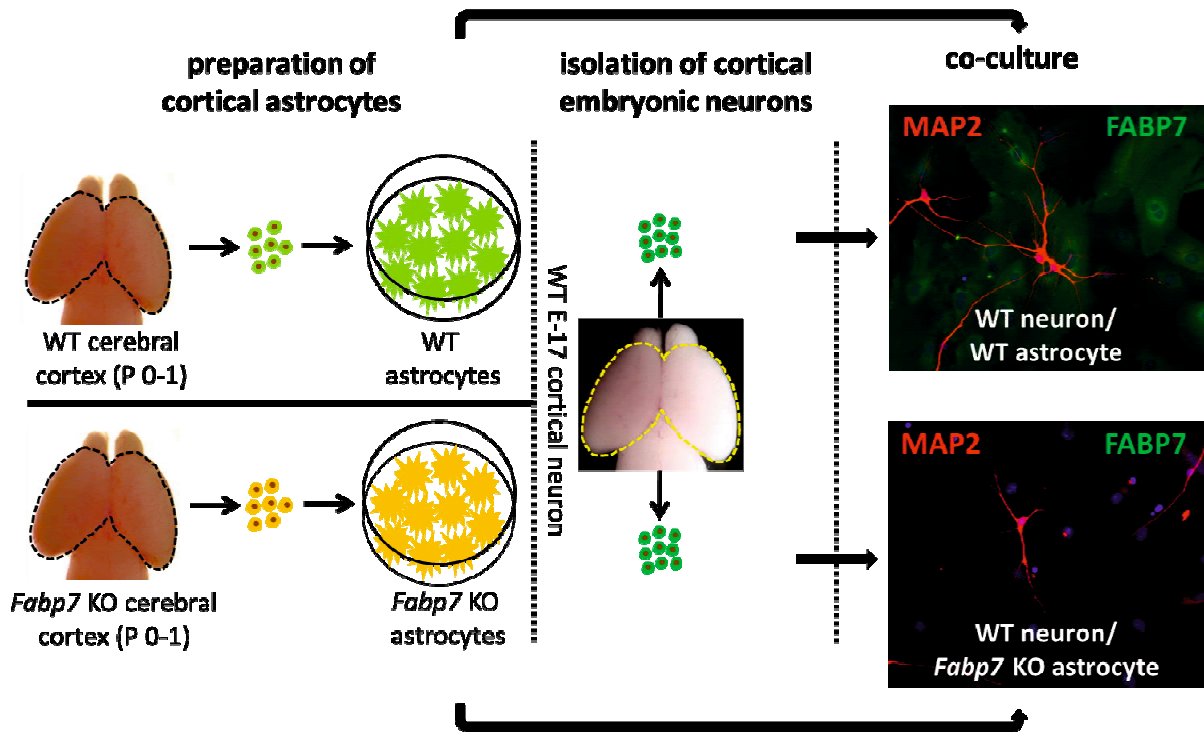 preparation of
cortical astrocytes
isolation of cortical
embryonic neurons
co-culture
WT cerebral
cortex (P 0-1)
WT
astrocytes
Fabp7 KO cerebral
cortex (P 0-1)
Fabp7 KO
astrocytes
WT E-17 cortical neuron
MAP2 FABP7
WT neuron/
WT astrocyte
MAP2 FABP7
WT neuron/
Fabp7 KO astrocyte